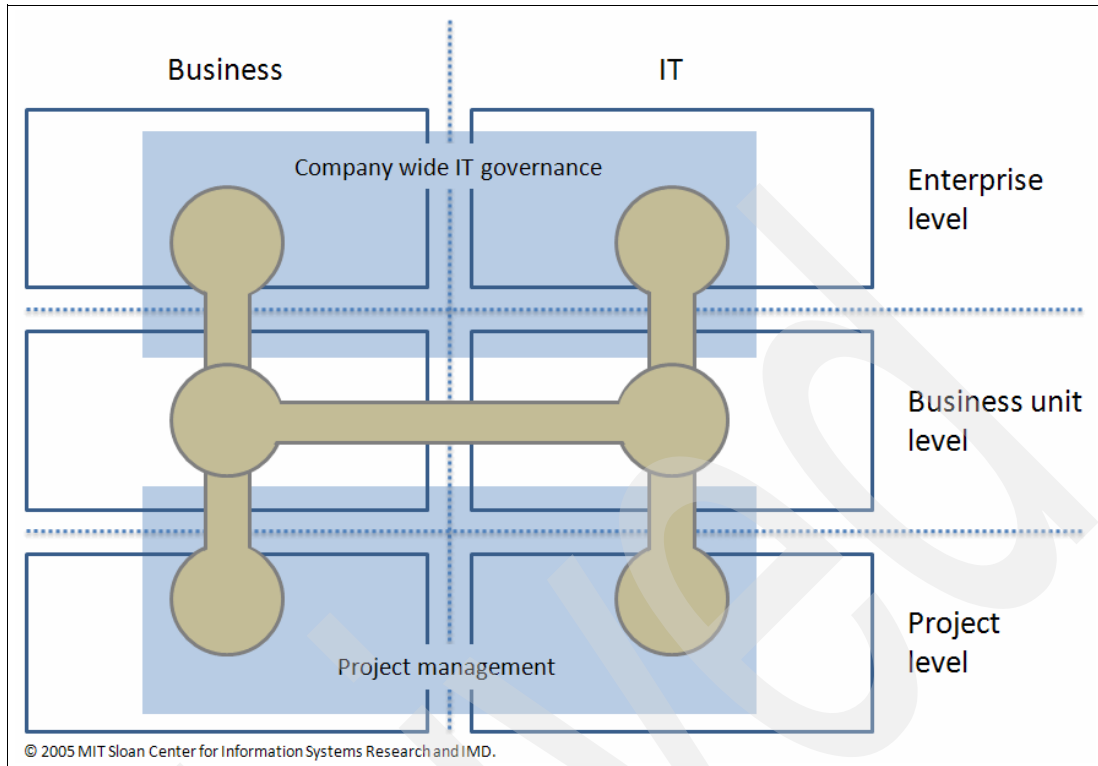 Business
IT
Company wide IT governance
Enterprise
level
Business unit
level
Project
level
Project management
© 2005 MIT Sloan Center for Information Systems Research and IMD.